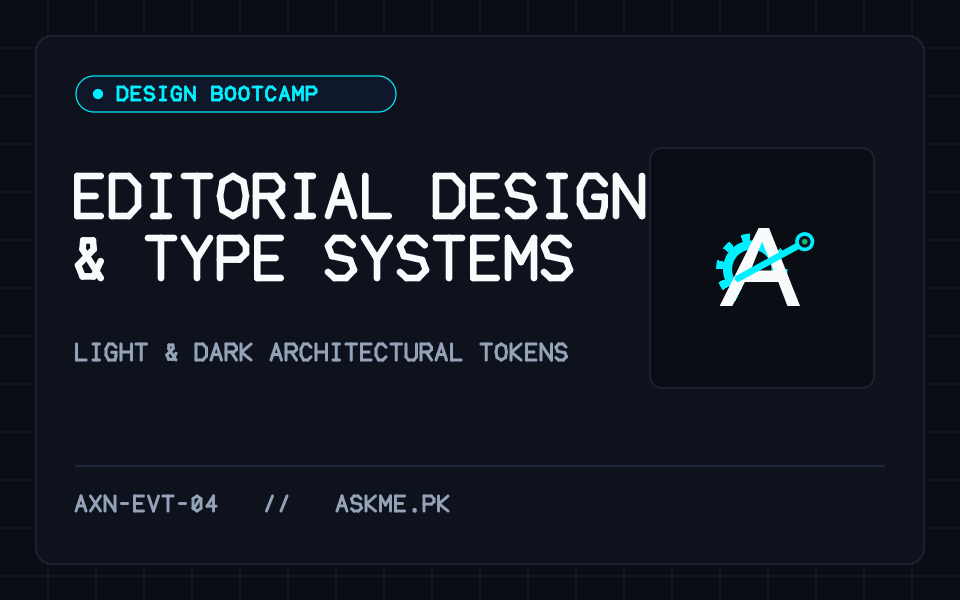 DESIGN BOOTCAMP
EDITORIAL DESIGN
& TYPE SYSTEMS
LIGHT & DARK ARCHITECTURAL TOKENS
AXN-EVT-04 // ASKME.PK